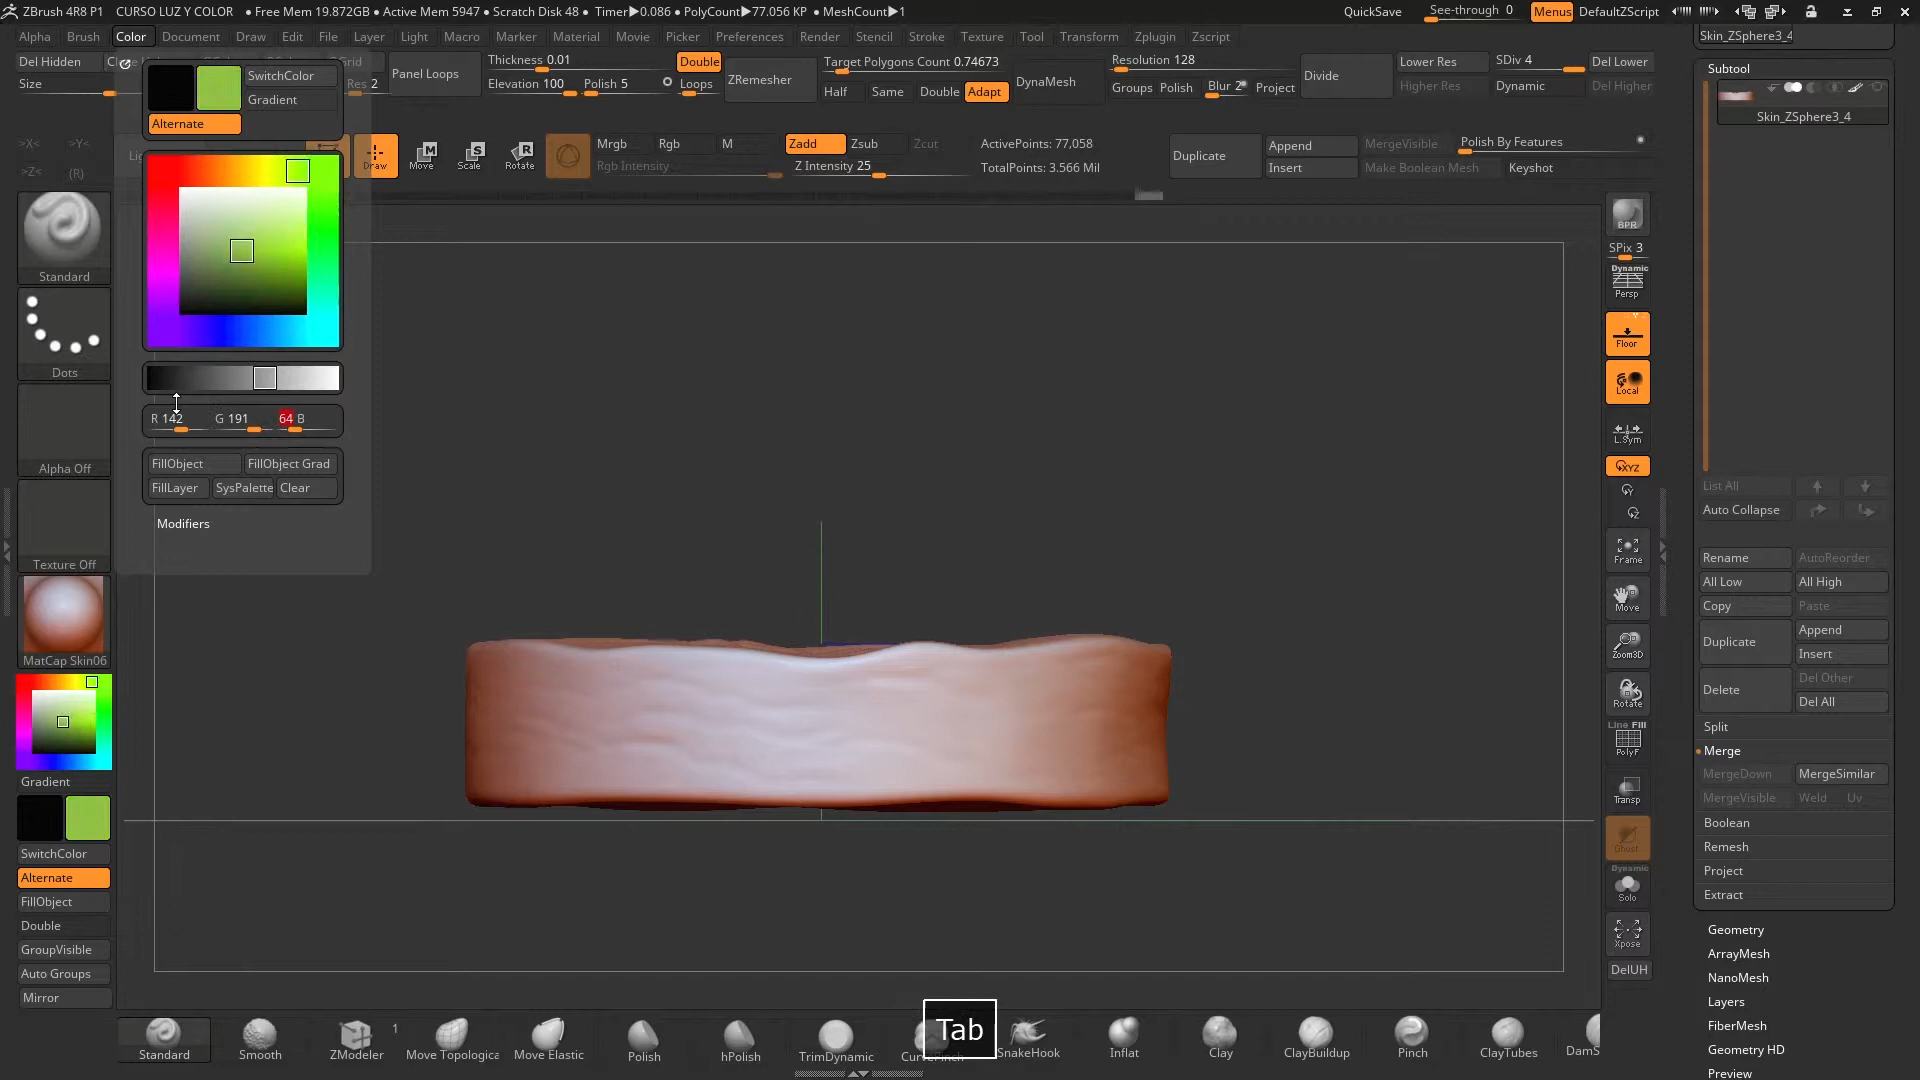 ZBrush 4R8 P1 CURSO LUZ Y COLOR • Free Mem 19.872GB • Active Mem 5947 • Scratch Disk 48 • Timer▶0.086 • PolyCount▶77.056 KP • MeshCount▶1 QuickSave See-through 0 Menus DefaultZScript
Alpha Brush Color Document Draw Edit File Layer Light Macro Marker Material Movie Picker Preferences Render Stencil Stroke Texture Tool Transform Zplugin Zscript
Skin_ZSphere3_4
Del Hidden
Size
Res 2
Panel Loops
Thickness 0.01
Elevation 100 Polish 5
Double
Loops
ZRemesher
Target Polygons Count 0.74673
Half Same Double Adapt
DynaMesh
Resolution 128
Groups Polish Blur 2 Project
Divide
Lower Res SDiv 4 Del Lower
Higher Res Dynamic Del Higher
>X< >Y<
>Z< (R)
Draw Move Scale Rotate
Mrgb Rgb M
Rgb Intensity
Zadd Zsub Zcut
Z Intensity 25
ActivePoints: 77,058
TotalPoints: 3.566 Mil
Duplicate
Append
Insert
MergeVisible
Make Boolean Mesh
Polish By Features
Keyshot
SwitchColor
Gradient
Alternate
R 142 G 191 64 B
FillObject FillObject Grad
FillLayer SysPalette Clear
Modifiers
Standard
Dots
Alpha Off
Texture Off
MatCap Skin06
Gradient
SwitchColor
Alternate
FillObject
Double
GroupVisible
Auto Groups
Mirror
BPR
SPix 3
Dynamic
Persp
Floor
Local
L.Sym
XYZ
Y
Z
Frame
Move
Zoom3D
Rotate
Line Fill
PolyF
Transp
Ghost
Dynamic
Solo
Xpose
DelUH
Subtool
Skin_ZSphere3_4
List All
Auto Collapse
Rename AutoReorder
All Low All High
Copy Paste
Duplicate Append
Insert
Delete Del Other
Del All
Split
Merge
MergeDown MergeSimilar
MergeVisible Weld Uv
Boolean
Remesh
Project
Extract
Geometry
ArrayMesh
NanoMesh
Layers
FiberMesh
Geometry HD
Preview
Tab
1
Standard Smooth ZModeler Move Topologica Move Elastic Polish hPolish TrimDynamic SnakeHook Inflat Clay ClayBuildup Pinch ClayTubes DamS